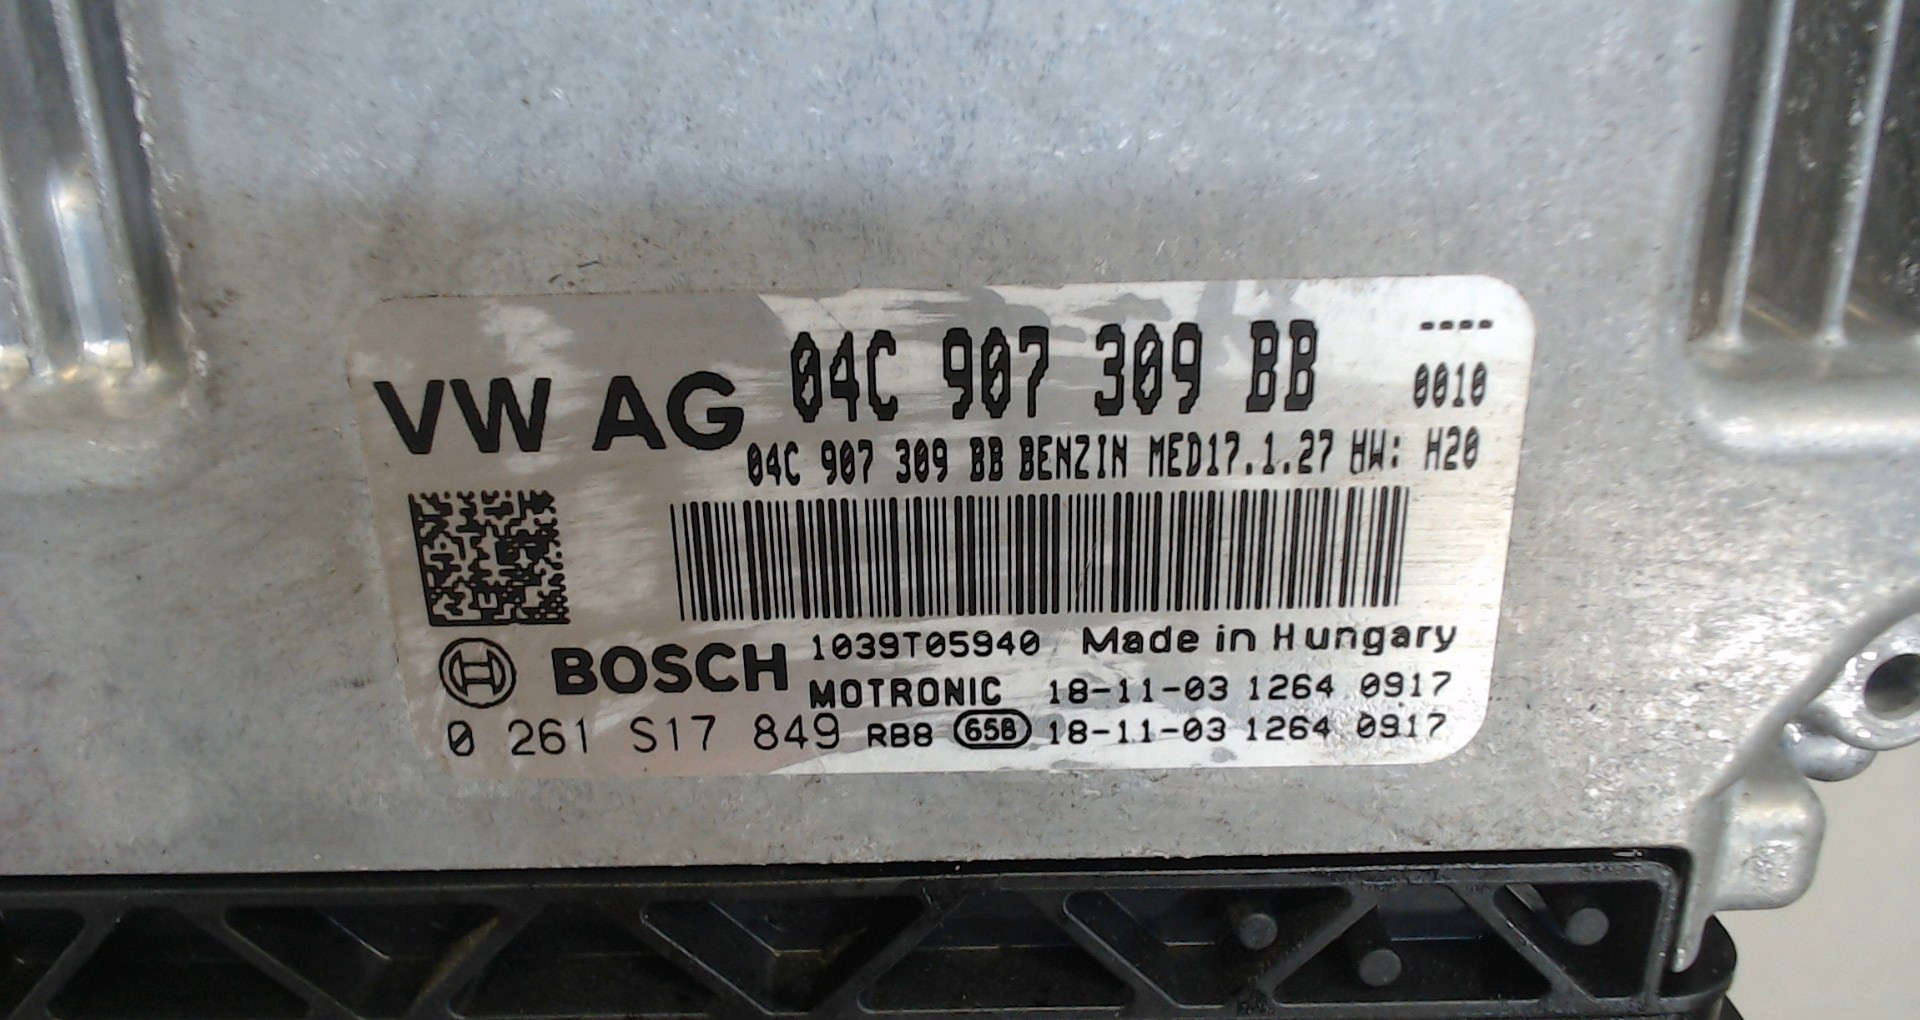 ----
VW AG 04C 907 309 BB 0010
04C 907 309 BB BENZIN MED17.1.27 HW: H20
BOSCH 1039T05940 Made in Hungary
MOTRONIC 18-11-03 1264 0917
0 261 S17 849 RB8 65B 18-11-03 1264 0917